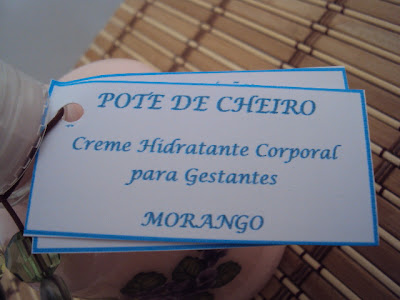 POTE DE CHEIRO
Creme Hidratante Corporal
para Gestantes
MORANGO